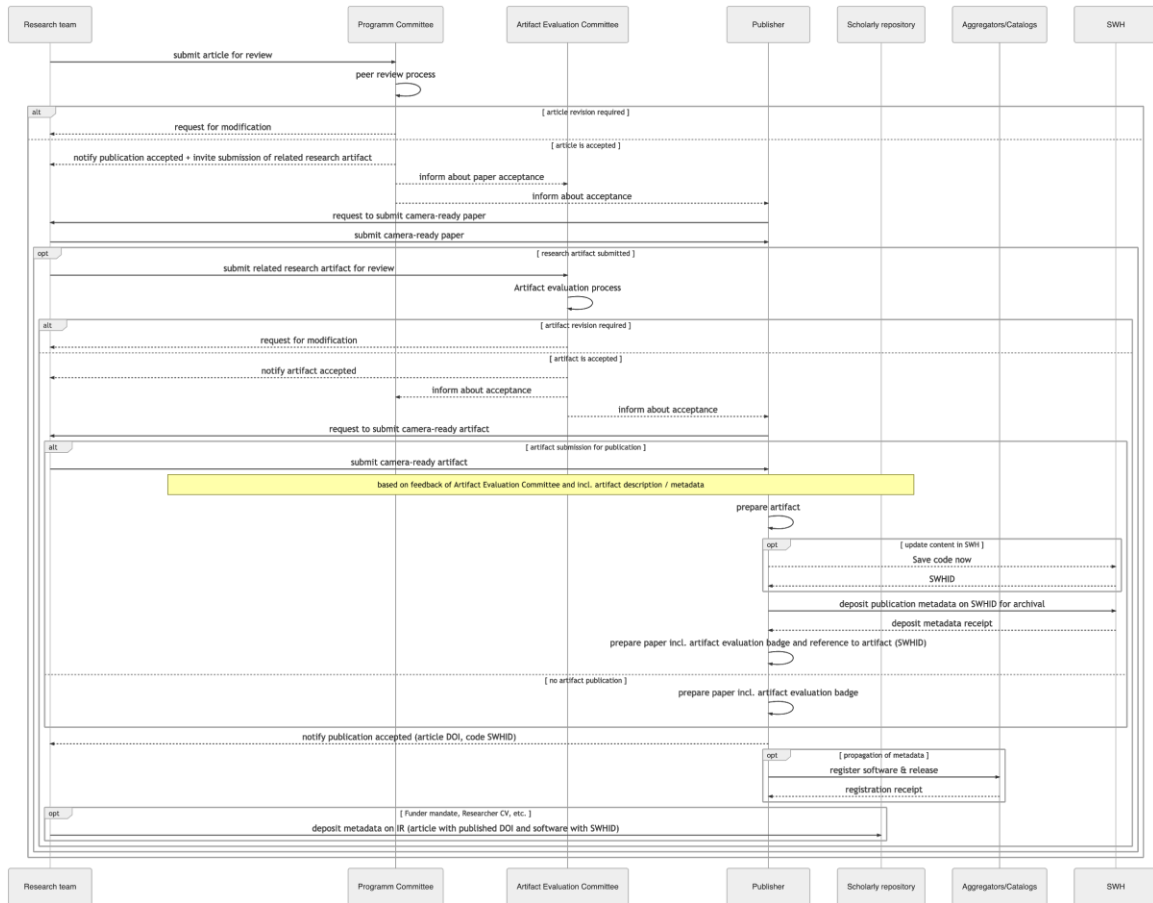 Research team
Programm Committee
Artifact Evaluation Committee
Publisher
Scholarly repository
Aggregators/Catalogs
SWH
submit article for review
peer review process
alt
[ article revision required ]
request for modification
[ article is accepted ]
notify publication accepted + invite submission of related research artifact
inform about paper acceptance
inform about acceptance
request to submit camera-ready paper
submit camera-ready paper
opt
[ research artifact submitted ]
submit related research artifact for review
Artifact evaluation process
alt
[ artifact revision required ]
request for modification
[ artifact is accepted ]
notify artifact accepted
inform about acceptance
inform about acceptance
request to submit camera-ready artifact
alt
[ artifact submission for publication ]
submit camera-ready artifact
based on feedback of Artifact Evaluation Committee and incl. artifact description / metadata
prepare artifact
opt
[ update content in SWH ]
Save code now
SWHID
deposit publication metadata on SWHID for archival
deposit metadata receipt
prepare paper incl. artifact evaluation badge and reference to artifact (SWHID)
[ no artifact publication ]
prepare paper incl. artifact evaluation badge
notify publication accepted (article DOI, code SWHID)
opt
[ propagation of metadata ]
register software & release
registration receipt
opt
[ Funder mandate, Researcher CV, etc. ]
deposit metadata on IR (article with published DOI and software with SWHID)
Research team
Programm Committee
Artifact Evaluation Committee
Publisher
Scholarly repository
Aggregators/Catalogs
SWH